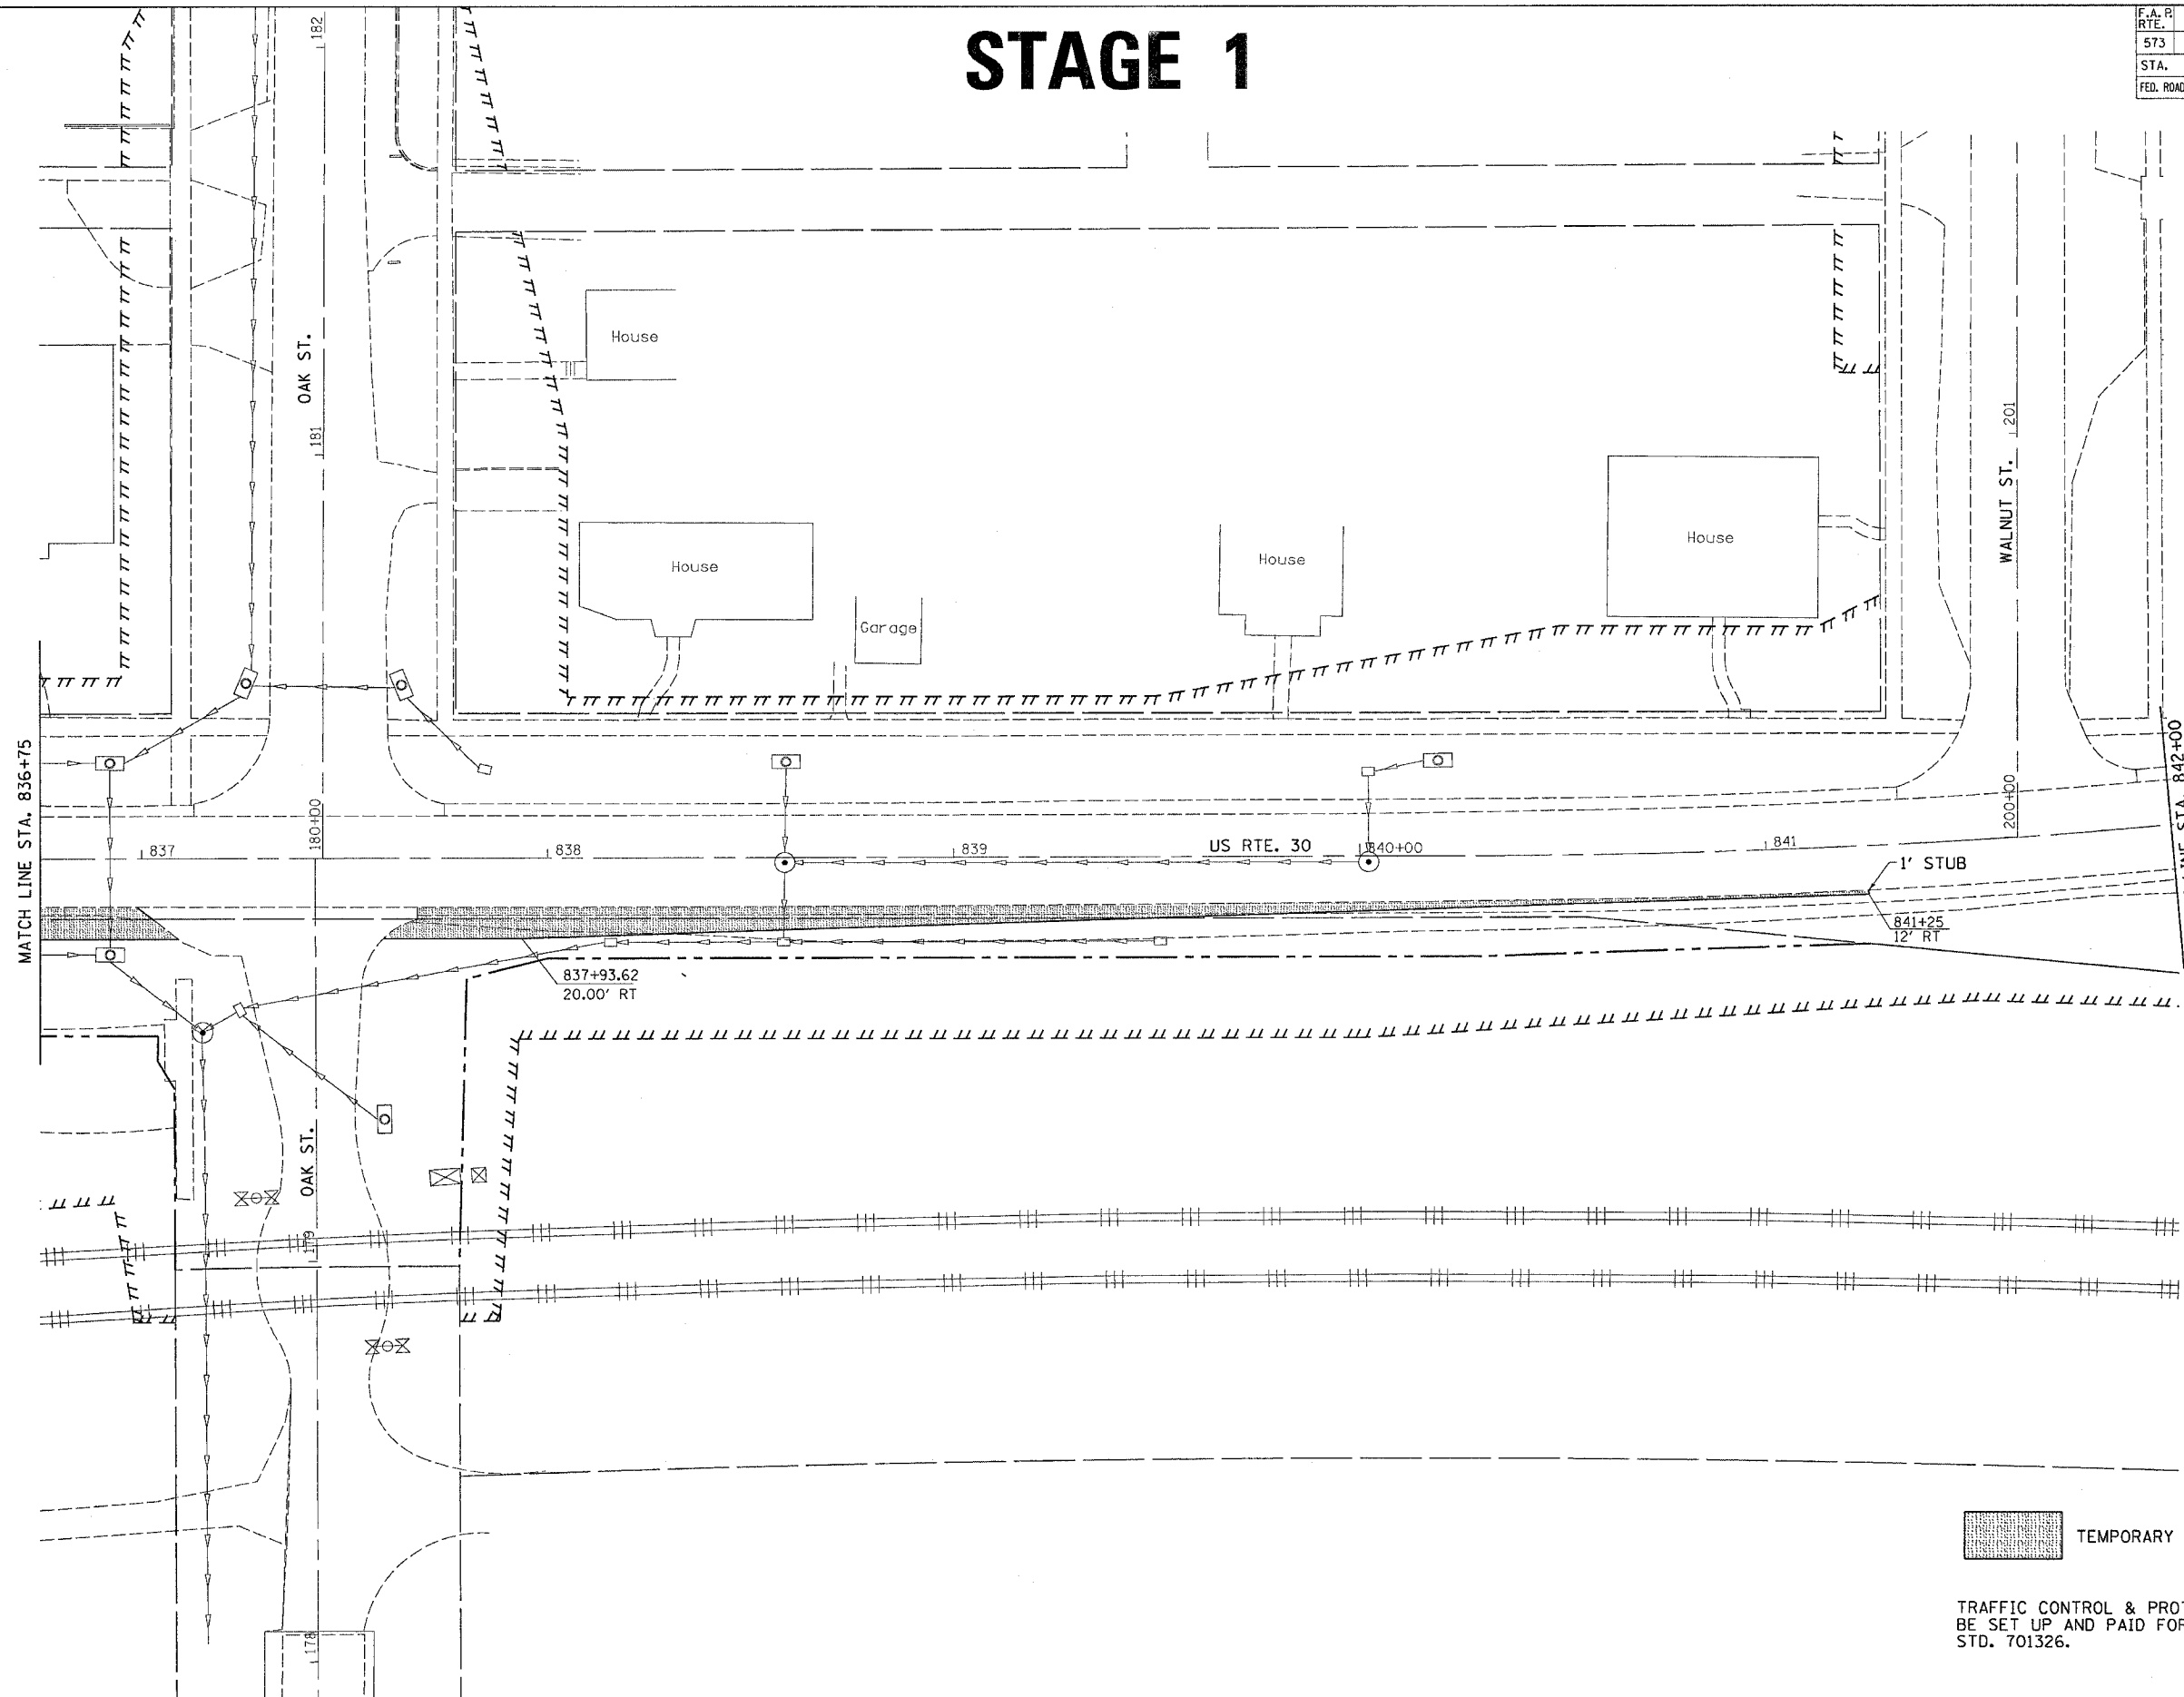 STAGE 1
F.A.P.
RTE.
573
STA.
FED. ROAD
182
OAK ST.
181
House
House
Garage
House
House
WALNUT ST.
201
MATCH LINE STA. 836+75
180+00
837
838
839
US RTE. 30
840+00
841
200+00
LINE STA. 842+00
1' STUB
841+25
12' RT
837+93.62
20.00' RT
OAK ST.
179
178
TEMPORARY
TRAFFIC CONTROL & PROT
BE SET UP AND PAID FOR
STD. 701326.